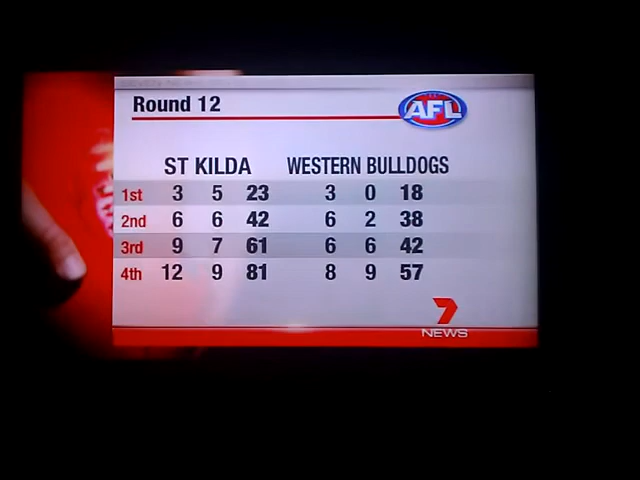 Round 12
AFL
ST KILDA WESTERN BULLDOGS
1st 3 5 23 3 0 18
2nd 6 6 42 6 2 38
3rd 9 7 61 6 6 42
4th 12 9 81 8 9 57
7
NEWS